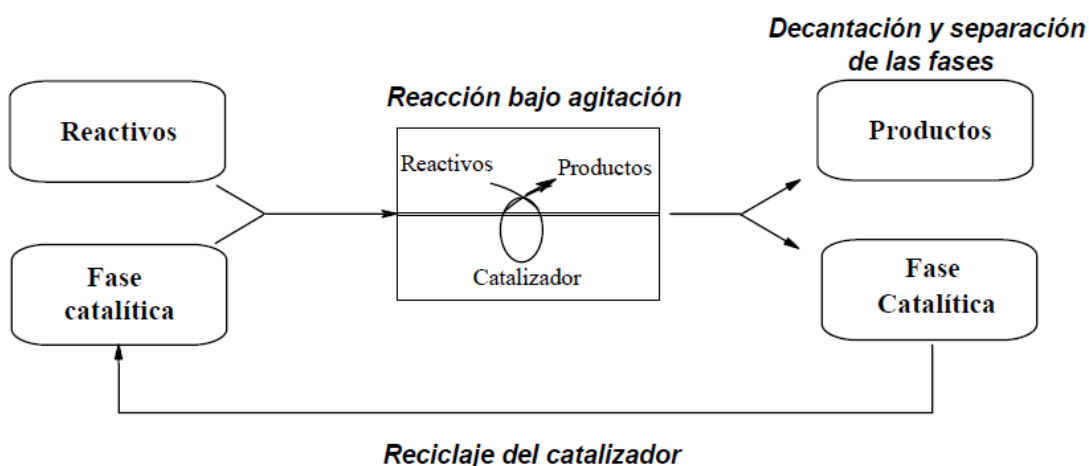 Decantación y separación
de las fases
Reacción bajo agitación
Reactivos
Productos
Reactivos
Productos
Catalizador
Fase
catalítica
Fase
Catalítica
Reciclaje del catalizador